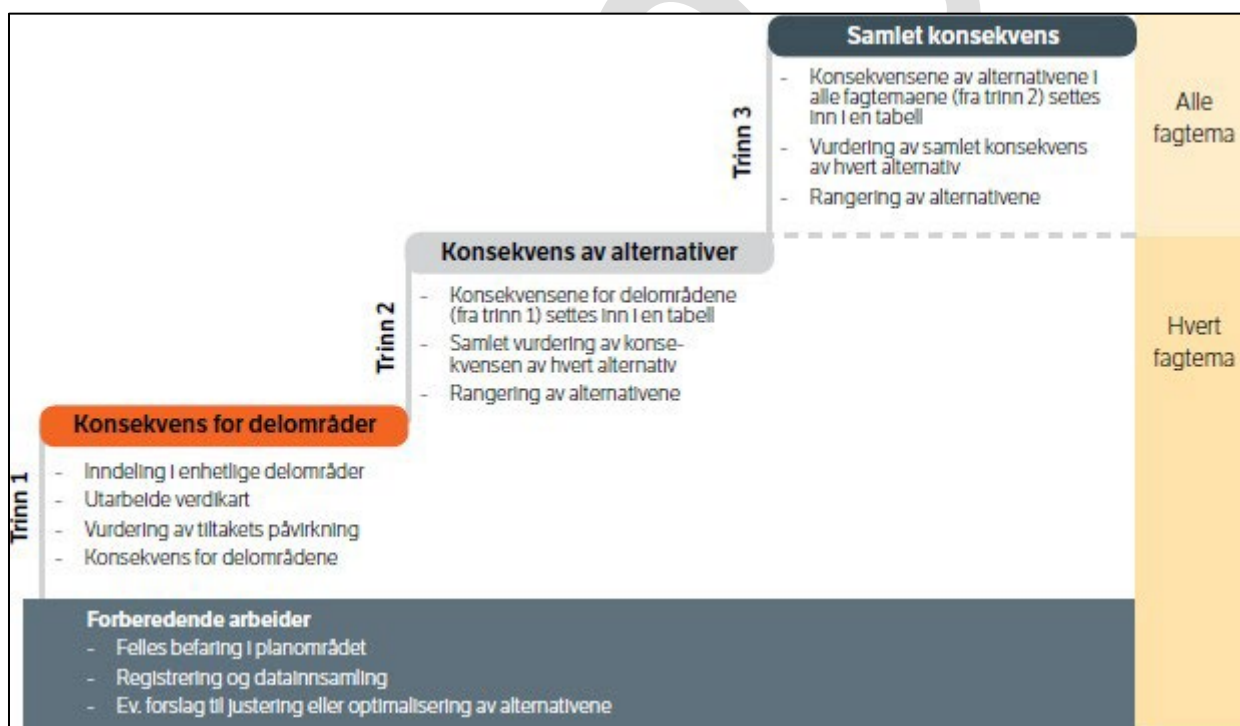 Samlet konsekvens
- Konsekvensene av alternativene i
alle fagtemaene (fra trinn 2) settes
inn i en tabell
- Vurdering av samlet konsekvens
av hvert alternativ
- Rangering av alternativene
Trinn 3
Alle
fagtema
Konsekvens av alternativer
- Konsekvensene for delområdene
(fra trinn 1) settes inn i en tabell
- Samlet vurdering av konse-
kvensen av hvert alternativ
- Rangering av alternativene
Trinn 2
Hvert
fagtema
Konsekvens for delområder
- Inndeling i enhetlige delområder
- Utarbeide verdikart
- Vurdering av tiltakets påvirkning
- Konsekvens for delområdene
Trinn 1
Forberedende arbeider
- Felles befaring i planområdet
- Registrering og datainnsamling
- Ev. forslag til justering eller optimalisering av alternativene